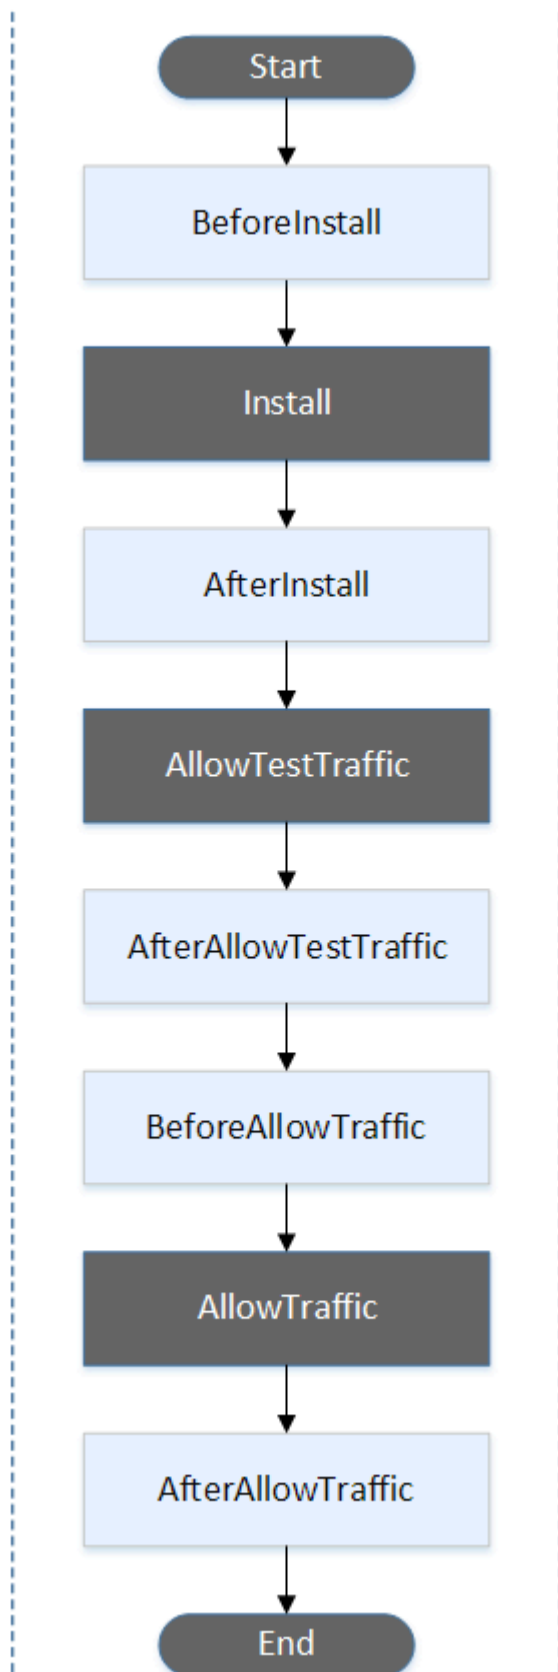 Start
BeforeInstall
Install
AfterInstall
AllowTestTraffic
AfterAllowTestTraffic
BeforeAllowTraffic
AllowTraffic
AfterAllowTraffic
End